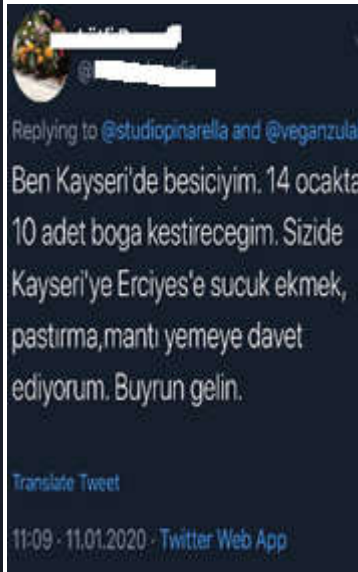 @
Replying to @studiopinarella and @veganzula
Ben Kayseri'de besiciyim. 14 ocakta
10 adet boga kestirecegim. Sizide
Kayseri'ye Erciyes'e sucuk ekmek,
pastırma,mantı yemeye davet
ediyorum. Buyrun gelin.
Translate Tweet
11:09 · 11.01.2020 · Twitter Web App